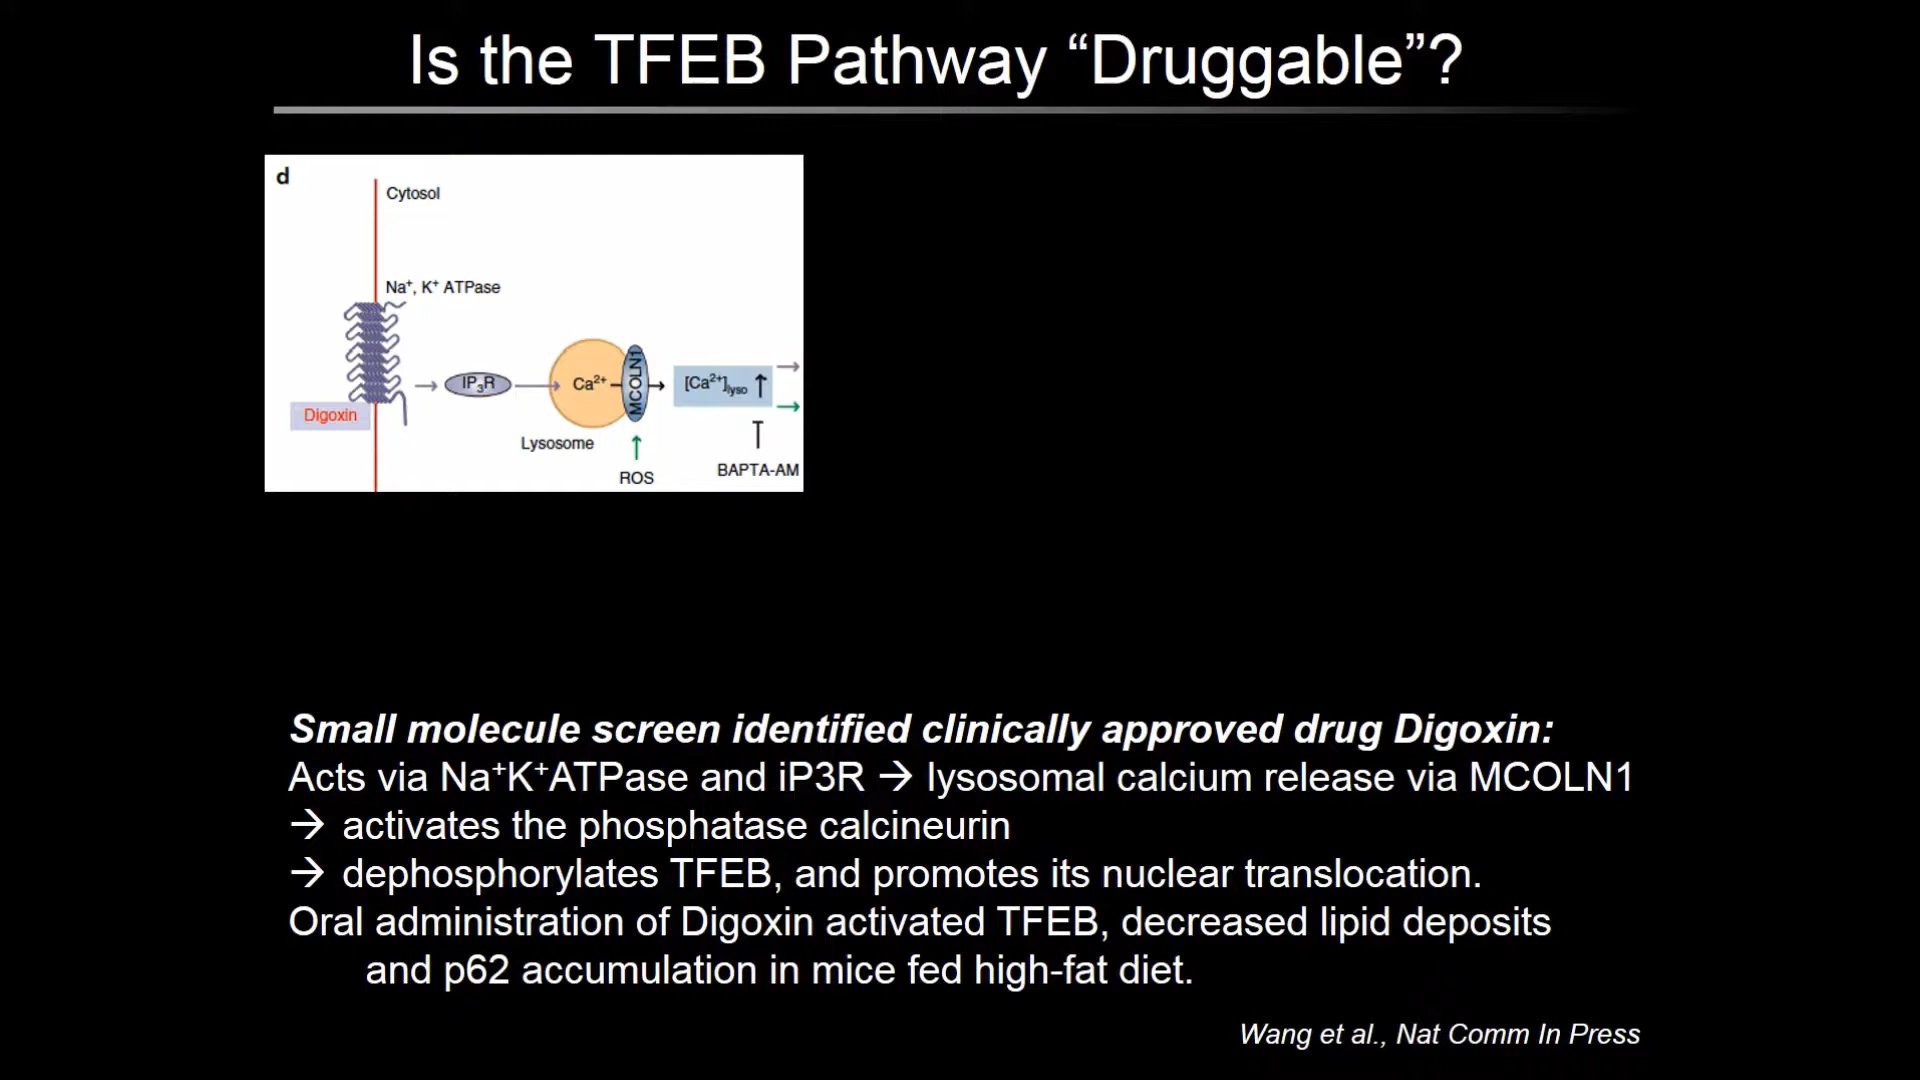 Is the TFEB Pathway “Druggable”?
d
Cytosol
Na⁺, K⁺ ATPase
IP₃R
Ca²⁺
MCOLN1
[Ca²⁺]lyso ↑
Digoxin
Lysosome
ROS
BAPTA-AM
Small molecule screen identified clinically approved drug Digoxin:
Acts via Na⁺K⁺ATPase and iP3R → lysosomal calcium release via MCOLN1
→ activates the phosphatase calcineurin
→ dephosphorylates TFEB, and promotes its nuclear translocation.
Oral administration of Digoxin activated TFEB, decreased lipid deposits
and p62 accumulation in mice fed high-fat diet.
Wang et al., Nat Comm In Press